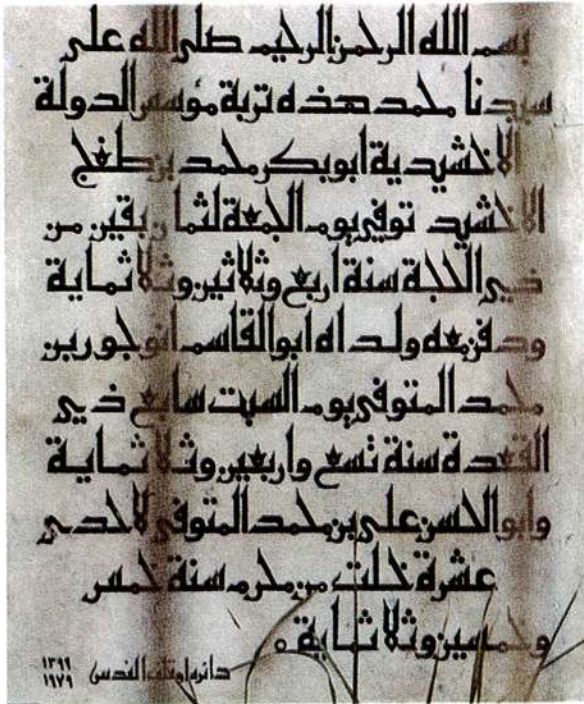 بسم الله الرحمن الرحيم صلى الله على
سيدنا محمد هذه تربة مؤسس الدولة
الاخشيدية ابو بكر محمد بن طغج
الاخشيد توفي يوم الجمعة لثمان بقين من
ذي الحجة سنة اربع وثلاثين وثلاثماية
ودفن معه ولداه ابو القاسم انوجور بن
محمد المتوفي يوم السبت سابع ذي
القعدة سنة تسع واربعين وثلاثماية
وابو الحسن علي بن محمد المتوفي لاحدى
عشرة خلت من محرم سنة خمس
وخمسين وثلاثماية
دائرة اوقاف القدس
١٣٩٩
١٩٧٩